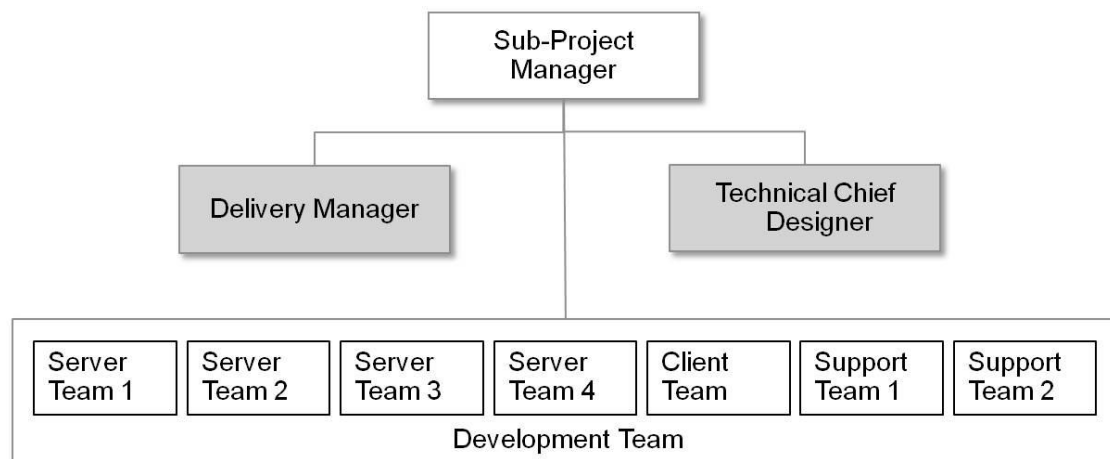 Sub-Project
Manager
Delivery Manager
Technical Chief
Designer
Server
Team 1
Server
Team 2
Server
Team 3
Server
Team 4
Client
Team
Support
Team 1
Support
Team 2
Development Team